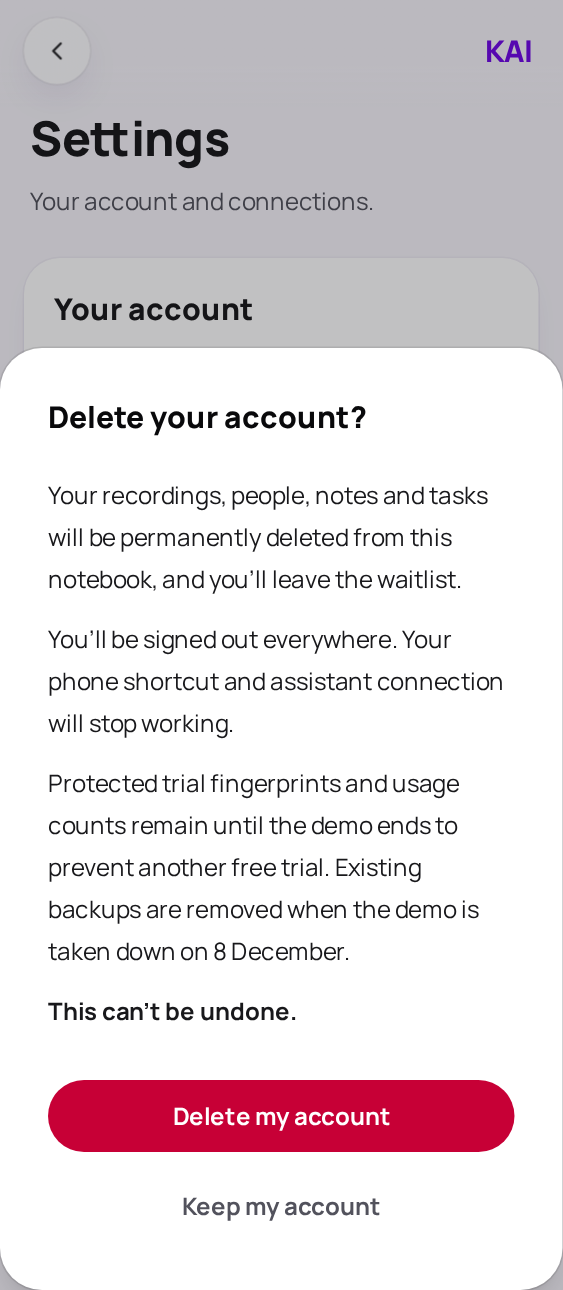 KAI
Settings
Your account and connections.
Your account
Delete your account?
Your recordings, people, notes and tasks
will be permanently deleted from this
notebook, and you’ll leave the waitlist.
You’ll be signed out everywhere. Your
phone shortcut and assistant connection
will stop working.
Protected trial fingerprints and usage
counts remain until the demo ends to
prevent another free trial. Existing
backups are removed when the demo is
taken down on 8 December.
This can’t be undone.
Delete my account
Keep my account